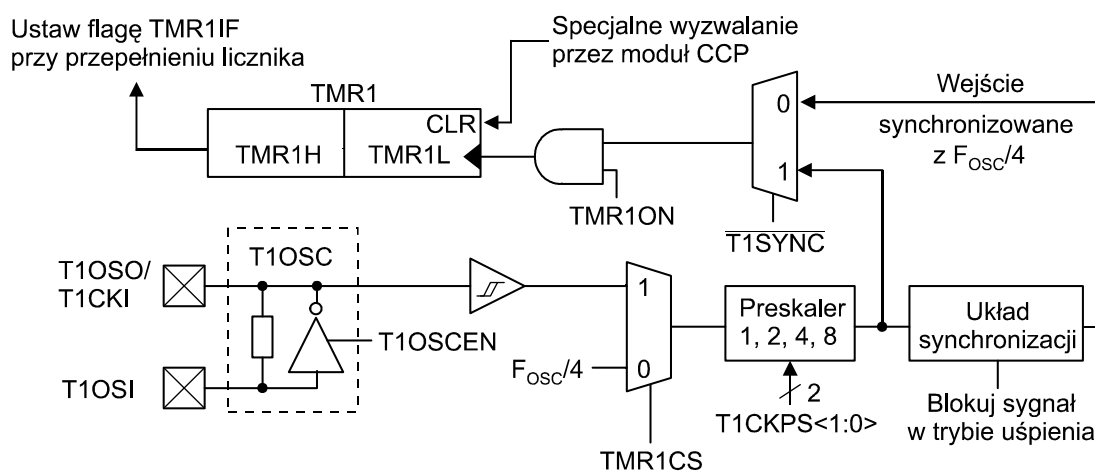 Ustaw flagę TMR1IF
przy przepełnieniu licznika
Specjalne wyzwalanie
przez moduł CCP
TMR1
CLR
TMR1H
TMR1L
TMR1ON
0
1
T1SYNC
Wejście
synchronizowane
z FOSC/4
T1OSO/
T1CKI
T1OSC
T1OSCEN
T1OSI
1
0
FOSC/4
TMR1CS
Preskaler
1, 2, 4, 8
2
T1CKPS<1:0>
Układ
synchronizacji
Blokuj sygnał
w trybie uśpienia